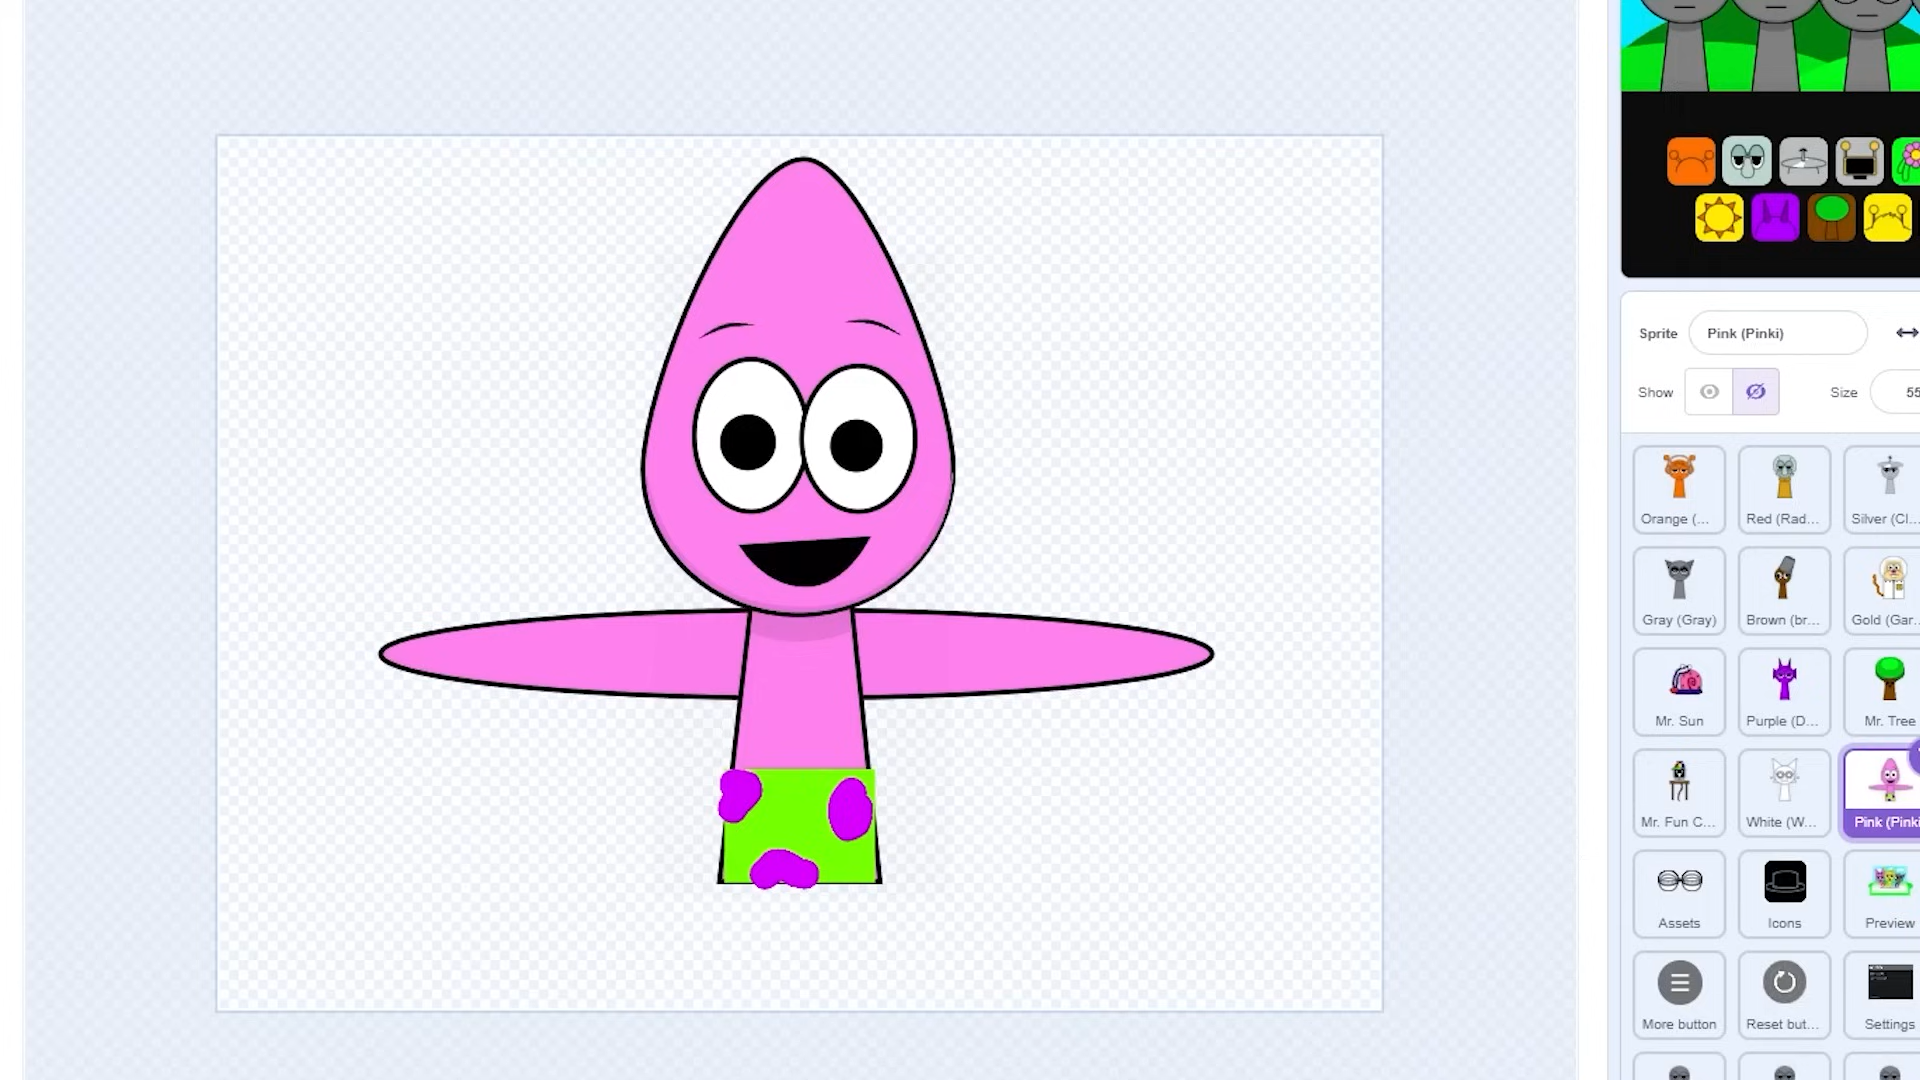 Sprite Pink (Pinki)
Show Size 55
Orange (... Red (Rad... Silver (Cl...
Gray (Gray) Brown (br... Gold (Gar...
Mr. Sun Purple (D... Mr. Tree
Mr. Fun C... White (W... Pink (Pinki
Assets Icons Preview
More button Reset but... Settings